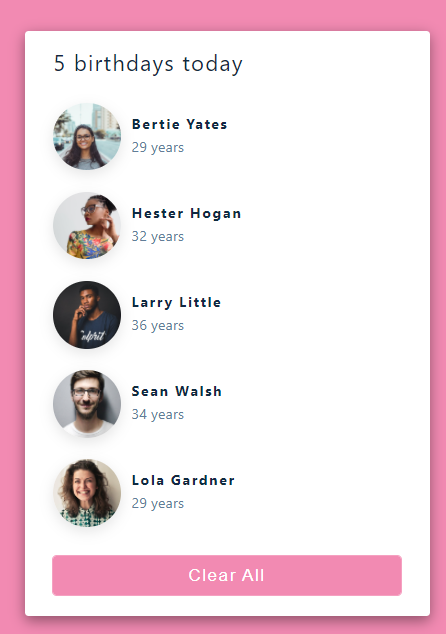 5 birthdays today
Bertie Yates
29 years
Hester Hogan
32 years
Larry Little
36 years
Sean Walsh
34 years
Lola Gardner
29 years
Clear All